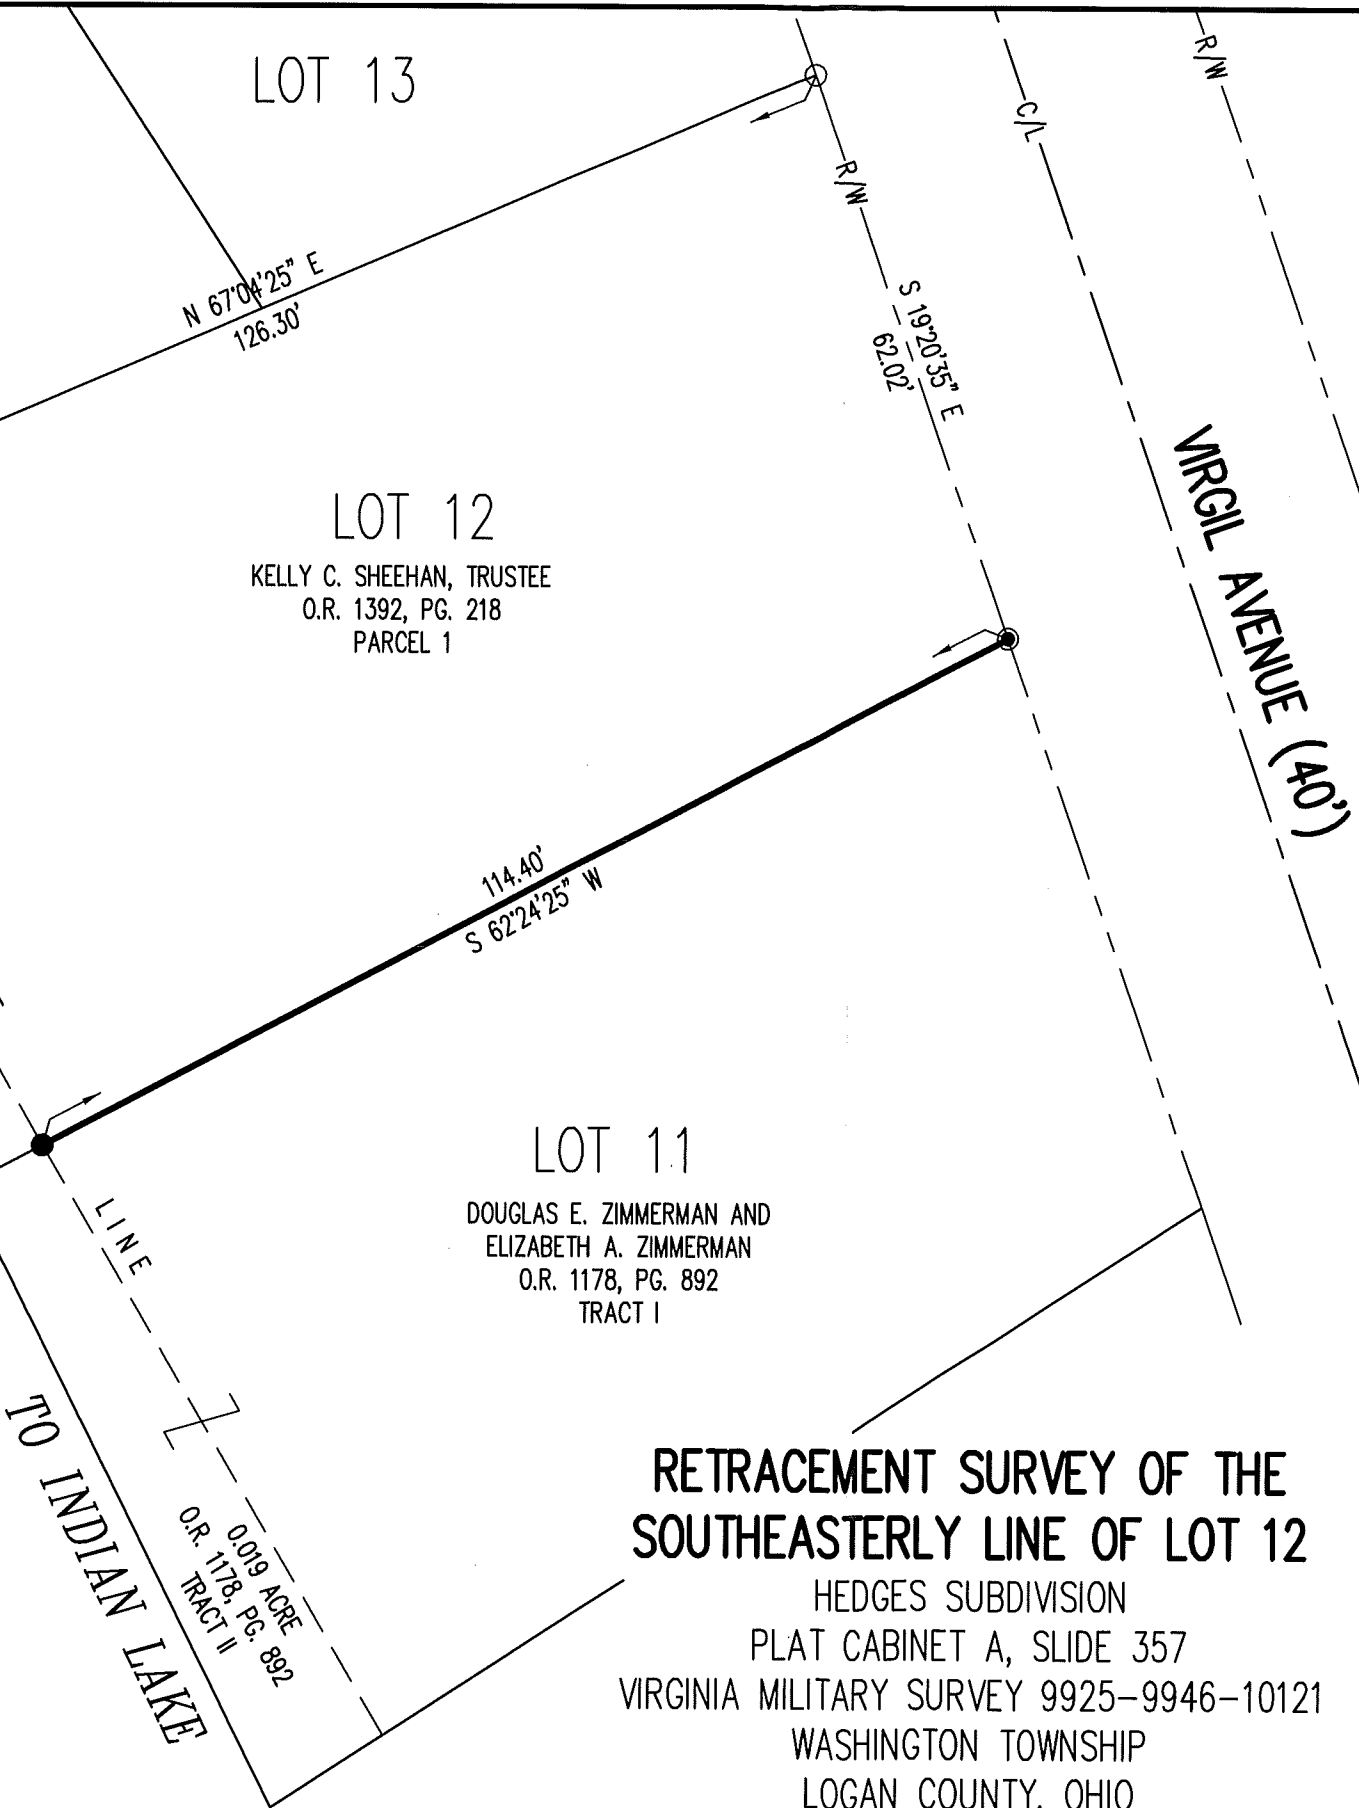 LOT 13
R/W
C/L
R/W
N 67°04'25" E
126.30'
S 19°20'35" E
62.02'
VIRGIL AVENUE (40')
LOT 12
KELLY C. SHEEHAN, TRUSTEE
O.R. 1392, PG. 218
PARCEL 1
114.40'
S 62°24'25" W
LOT 11
DOUGLAS E. ZIMMERMAN AND
ELIZABETH A. ZIMMERMAN
O.R. 1178, PG. 892
TRACT I
LINE
TO INDIAN LAKE
0.019 ACRE
O.R. 1178, PG. 892
TRACT II
RETRACEMENT SURVEY OF THE
SOUTHEASTERLY LINE OF LOT 12
HEDGES SUBDIVISION
PLAT CABINET A, SLIDE 357
VIRGINIA MILITARY SURVEY 9925-9946-10121
WASHINGTON TOWNSHIP
LOGAN COUNTY, OHIO